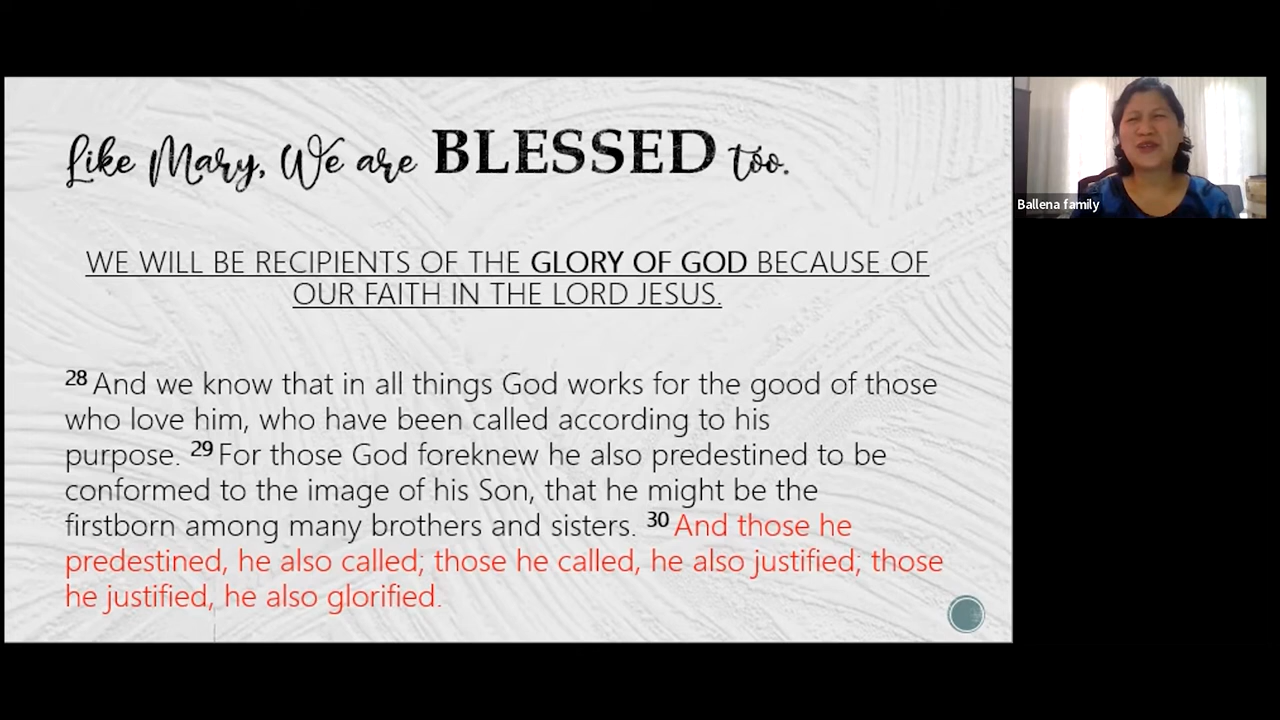 Like Mary, We are BLESSED too.
WE WILL BE RECIPIENTS OF THE GLORY OF GOD BECAUSE OF
OUR FAITH IN THE LORD JESUS.
28 And we know that in all things God works for the good of those
who love him, who have been called according to his
purpose. 29 For those God foreknew he also predestined to be
conformed to the image of his Son, that he might be the
firstborn among many brothers and sisters. 30 And those he
predestined, he also called; those he called, he also justified; those
he justified, he also glorified.
Ballena family